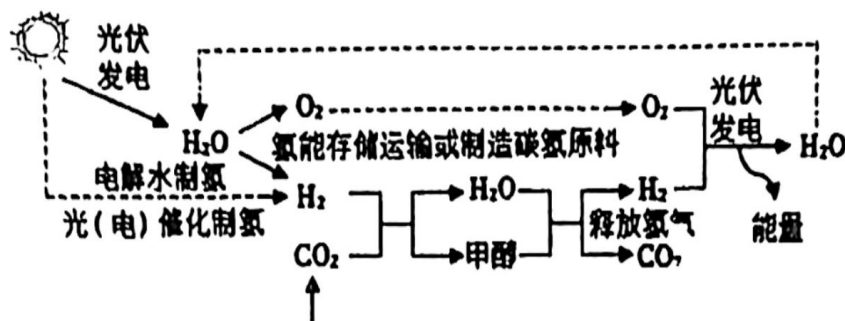 光伏
发电
H₂O
O₂
O₂
光伏
发电
H₂O
氢能存储运输或制造碳氢原料
电解水制氢
H₂
H₂O
H₂
光(电)催化制氢
释放氢气
能量
CO₂
甲醇
CO₂